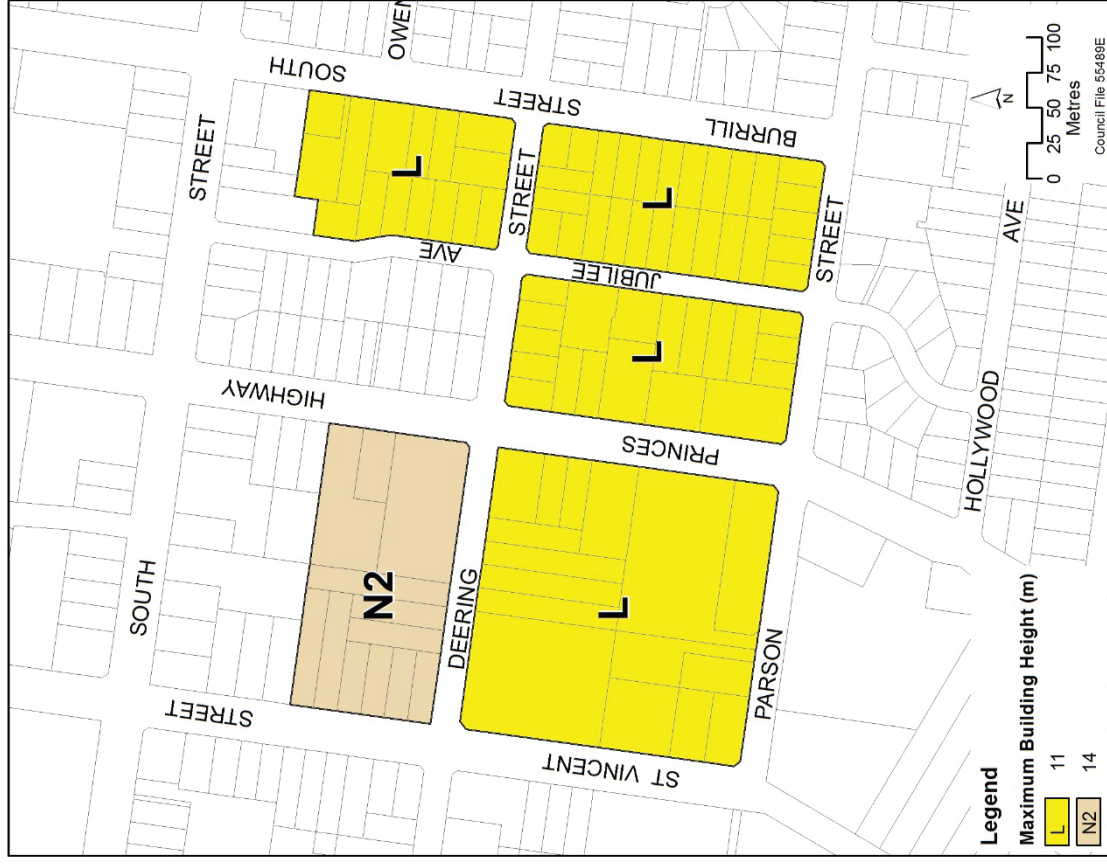 STREET
SOUTH
OWEN
L
HIGHWAY
STREET
AVE
STREET
BURRILL
SOUTH
N2
STREET
DEERING
JUBILEE
L
L
PRINCES
STREET
L
ST VINCENT
PARSON
HOLLYWOOD
AVE
Legend
Maximum Building Height (m)
L 11
N2 14
N
0 25 50 75 100
Metres
Council File 55489E